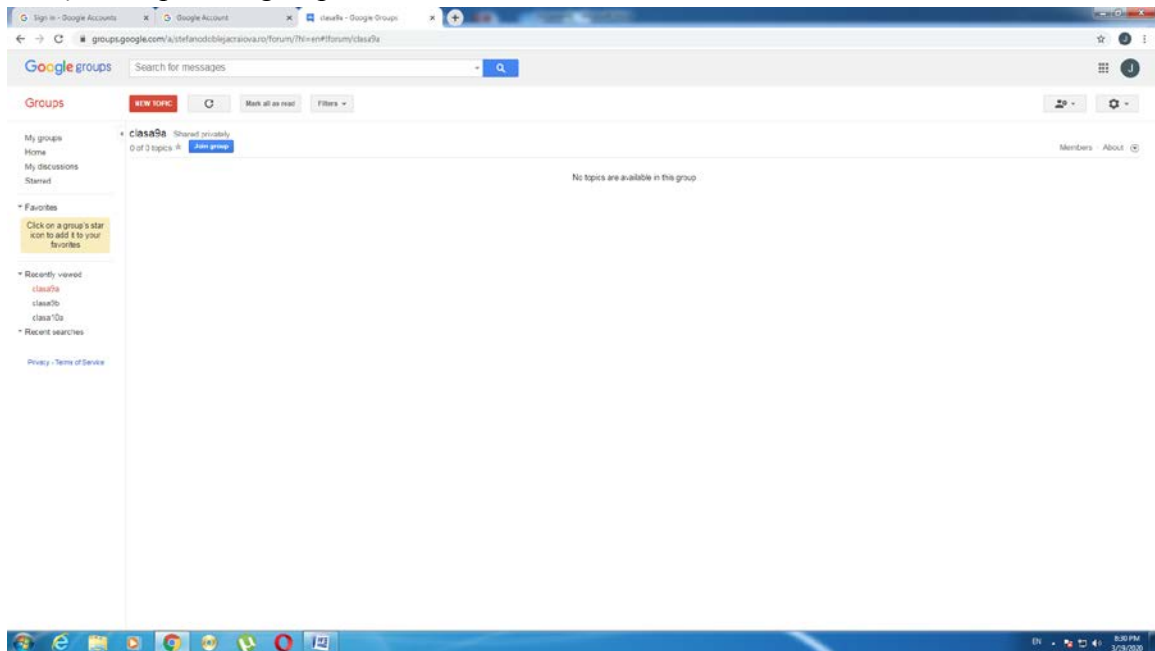 Sign in - Google Accounts
Google Account
clasa9a - Google Groups
groups.google.com/a/stefanodoblejacraiova.ro/forum/?hl=en#!forum/clasa9a
Google groups
Search for messages
J
Groups
NEW TOPIC
Mark all as read
Filters
My groups
Home
My discussions
Starred
clasa9a Shared privately
0 of 0 topics Join group
Members · About
No topics are available in this group
Favorites
Click on a group's star
icon to add it to your
favorites
Recently viewed
clasa9a
clasa9b
clasa10a
Recent searches
Privacy - Terms of Service
EN
8:30 PM
3/19/2020